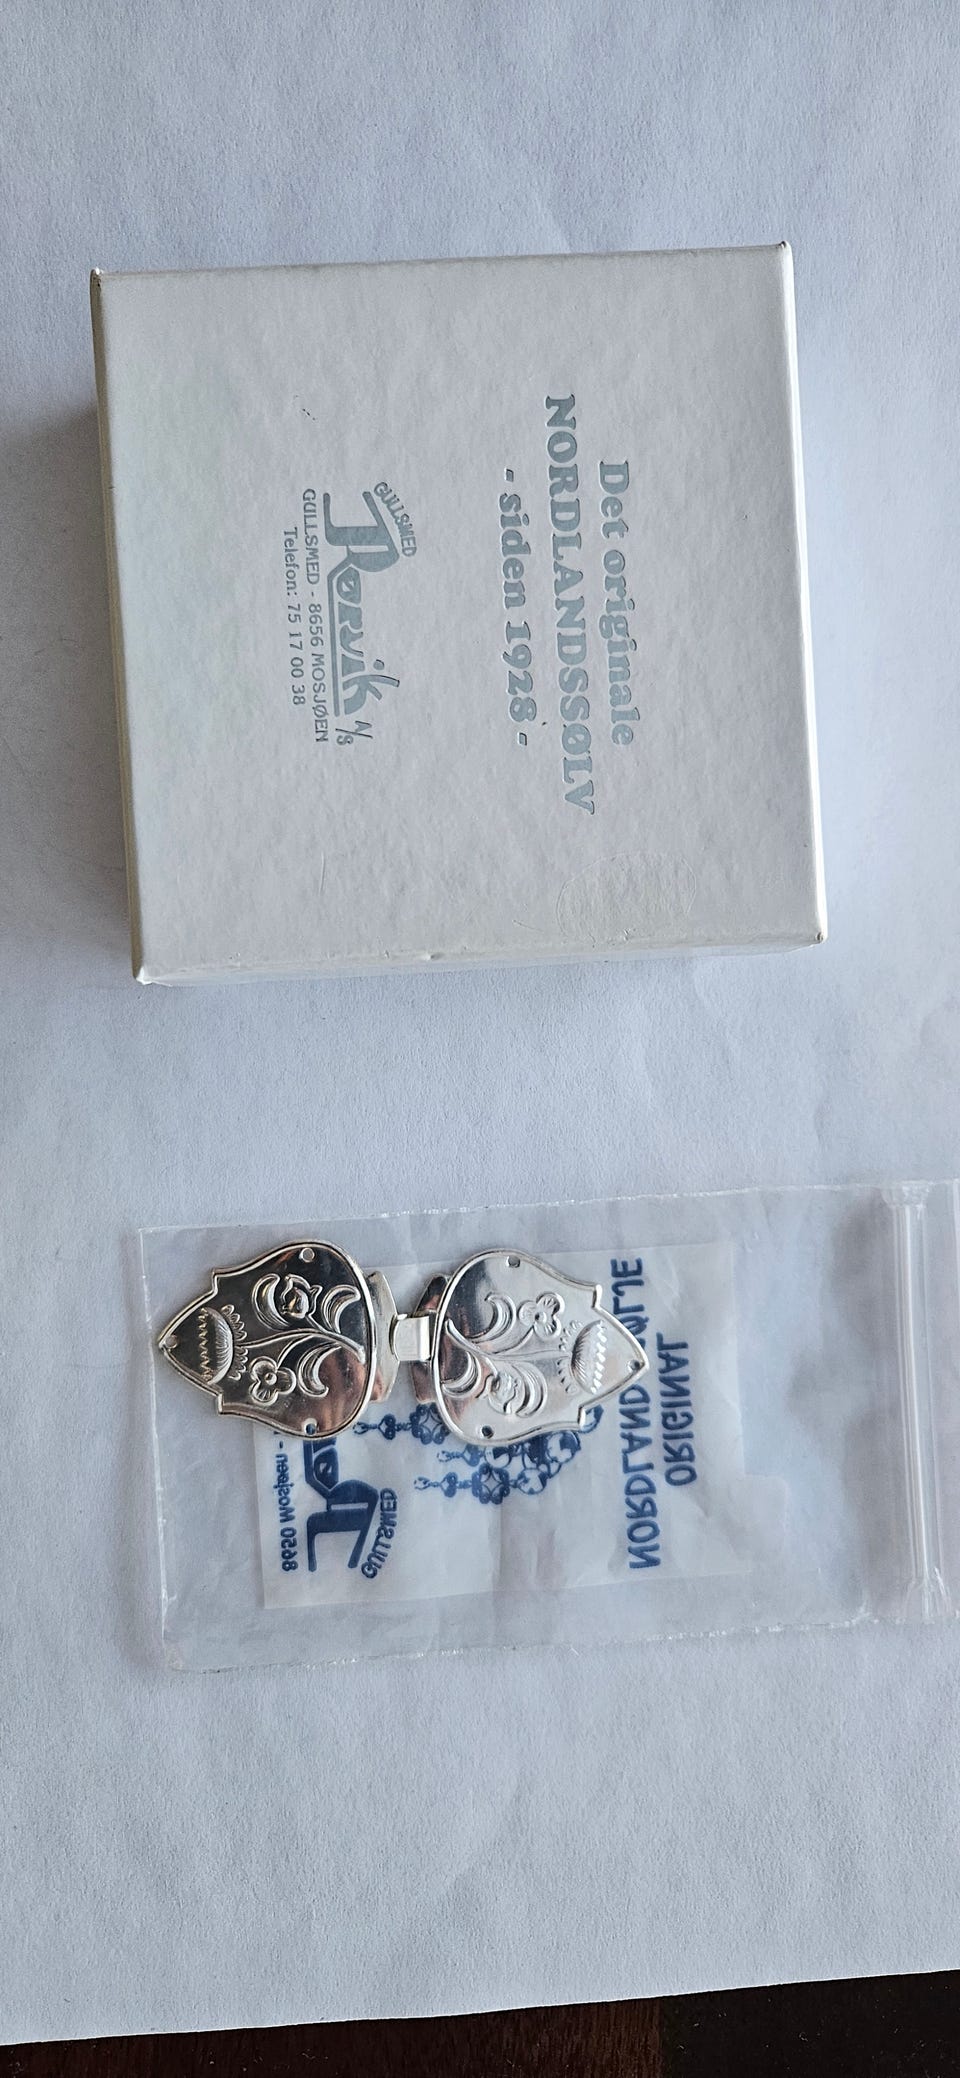 Det originale
NORDLANDSSØLV
- siden 1928 -
GULLSMED
Rørvik A/S
GULLSMED - 8656 MOSJØEN
Telefon: 75 17 00 38
ORIGINAL
GULLSMED
8650 Mosjøen -